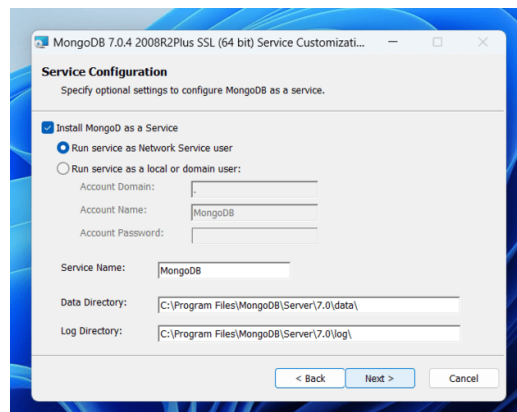 MongoDB 7.0.4 2008R2Plus SSL (64 bit) Service Customizati...
Service Configuration
Specify optional settings to configure MongoDB as a service.
Install MongoD as a Service
Run service as Network Service user
Run service as a local or domain user:
Account Domain: .
Account Name: MongoDB
Account Password:
Service Name: MongoDB
Data Directory: C:\Program Files\MongoDB\Server\7.0\data\
Log Directory: C:\Program Files\MongoDB\Server\7.0\log\
< Back Next > Cancel